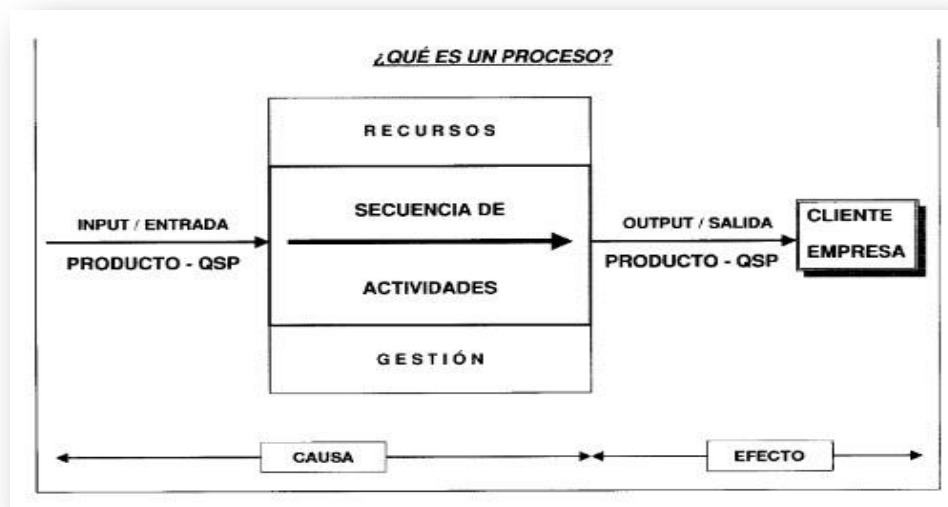 ¿QUÉ ES UN PROCESO?
RECURSOS
INPUT / ENTRADA
PRODUCTO - QSP
SECUENCIA DE
ACTIVIDADES
OUTPUT / SALIDA
PRODUCTO - QSP
CLIENTE
EMPRESA
GESTIÓN
CAUSA
EFECTO